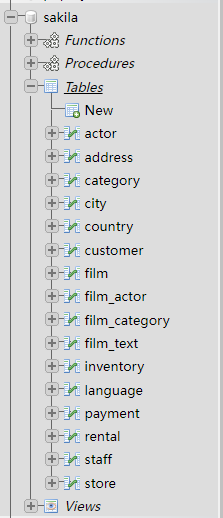 sakila
Functions
Procedures
Tables
New
actor
address
category
city
country
customer
film
film_actor
film_category
film_text
inventory
language
payment
rental
staff
store
Views